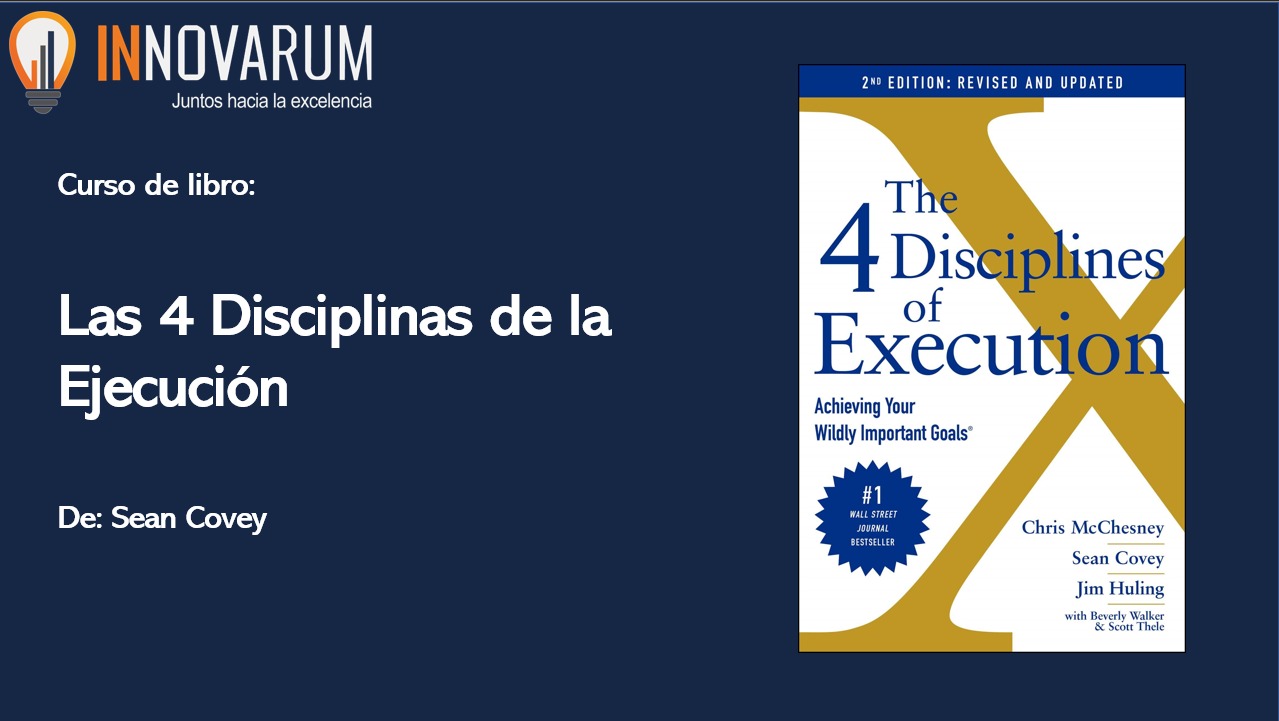 INNOVARUM
Juntos hacia la excelencia
Curso de libro:
Las 4 Disciplinas de la
Ejecución
De: Sean Covey
2ND EDITION: REVISED AND UPDATED
The
4 Disciplines
of
Execution
Achieving Your
Wildly Important Goals®
#1
WALL STREET
JOURNAL
BESTSELLER
Chris McChesney
Sean Covey
Jim Huling
with Beverly Walker
& Scott Thele